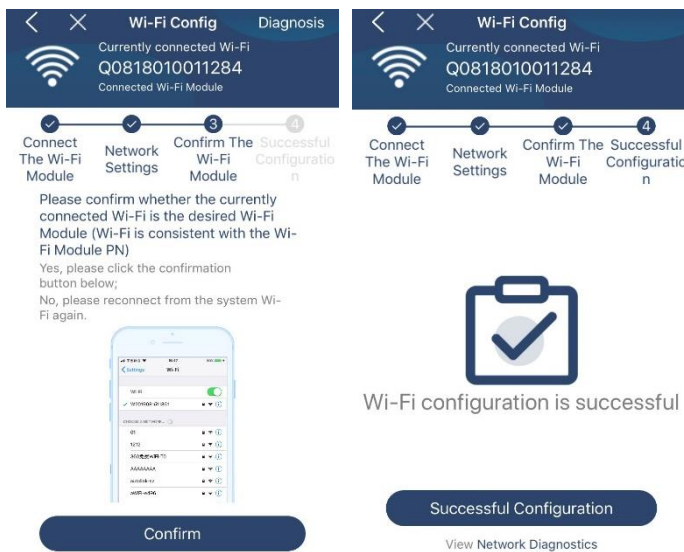 Wi-Fi Config
Diagnosis
Currently connected Wi-Fi
Q0818010011284
Connected Wi-Fi Module
3
4
Connect
The Wi-Fi
Module
Network
Settings
Confirm The
Wi-Fi
Module
Successful
Configuratio
n
Please confirm whether the currently
connected Wi-Fi is the desired Wi-Fi
Module (Wi-Fi is consistent with the Wi-
Fi Module PN)
Yes, please click the confirmation
button below;
No, please reconnect from the system Wi-
Fi again.
Settings
Wi-Fi
Wi-Fi
01
1212
AAAAAAAA
Confirm
Wi-Fi Config
Currently connected Wi-Fi
Q0818010011284
Connected Wi-Fi Module
4
Connect
The Wi-Fi
Module
Network
Settings
Confirm The
Wi-Fi
Module
Successful
Configuratio
n
Wi-Fi configuration is successful
Successful Configuration
View Network Diagnostics